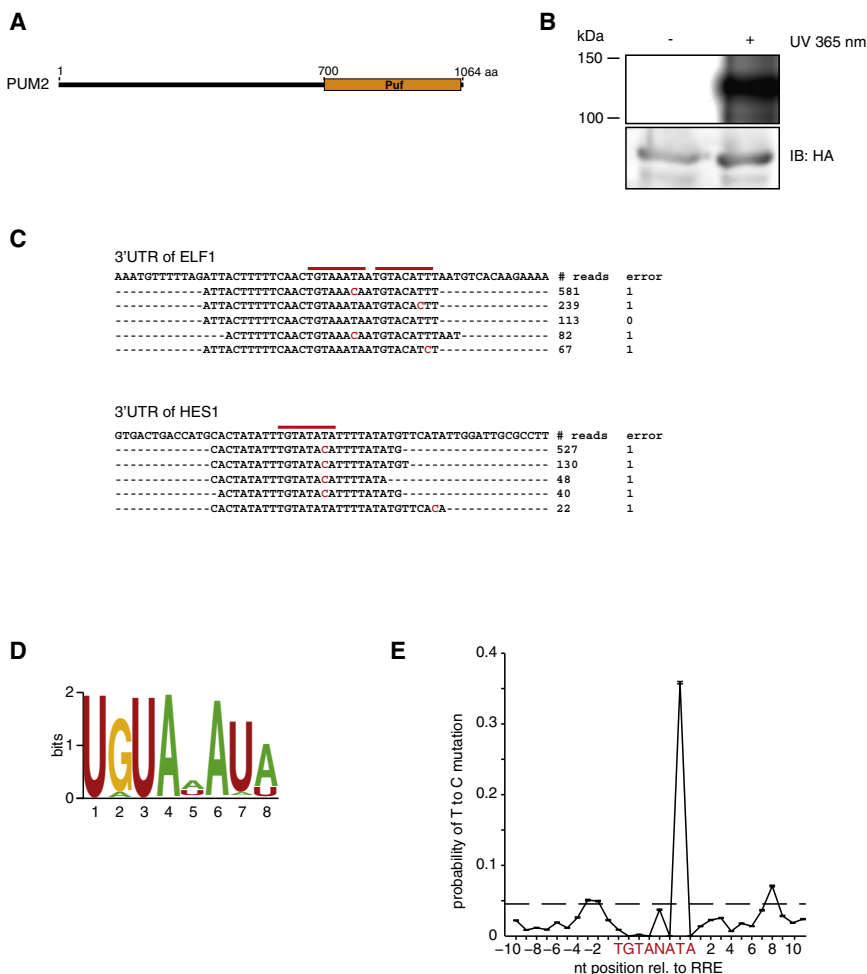 A
1
700
1064 aa
PUM2
Puf
B
kDa
-
+
UV 365 nm
150
100
IB: HA
C
3'UTR of ELF1
AAATGTTTTTAGATTACTTTTTCAACTGTAAATAATGTACATTTAATGTCACAAGAAAA # reads error
------------ATTACTTTTTCAACTGTAAACAATGTACATTT--------------- 581 1
------------ATTACTTTTTCAACTGTAAATAATGTACACTT--------------- 239 1
------------ATTACTTTTTCAACTGTAAATAATGTACATTT--------------- 113 0
---------------ACTTTTTCAACTGTAAACAATGTACATTTAAT------------ 82 1
------------ATTACTTTTTCAACTGTAAATAATGTACATCT--------------- 67 1
3'UTR of HES1
GTGACTGACCATGCACTATATTTGTATATATTTTATATGTTCATATTGGATTGCGCCTT # reads error
-------------CACTATATTTGTATACATTTTATATG-------------------- 527 1
-------------CACTATATTTGTATACATTTTATATGT------------------- 130 1
-------------CACTATATTTGTATACATTTTATA---------------------- 48 1
--------------ACTATATTTGTATACATTTTATATG-------------------- 40 1
-------------CACTATATTTGTATATATTTTATATGTTCACA-------------- 22 1
D
2
1
0
bits
UGUAAAUA
1 2 3 4 5 6 7 8
E
0.4
0.3
0.2
0.1
0
probability of T to C mutation
-10 -8 -6 -4 -2 TGTANATA 2 4 6 8 10
nt position rel. to RRE